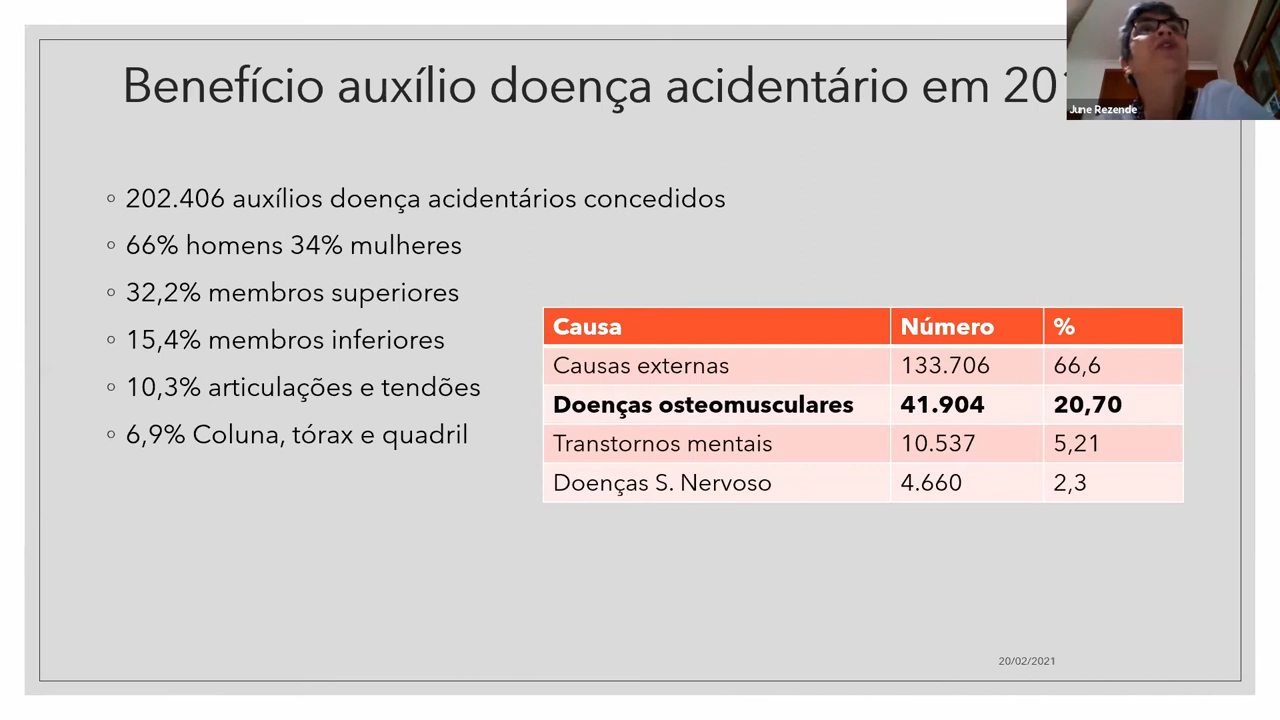 Benefício auxílio doença acidentário em
June Rezende
◦ 202.406 auxílios doença acidentários concedidos
◦ 66% homens 34% mulheres
◦ 32,2% membros superiores
◦ 15,4% membros inferiores
◦ 10,3% articulações e tendões
◦ 6,9% Coluna, tórax e quadril
Causa Número %
Causas externas 133.706 66,6
Doenças osteomusculares 41.904 20,70
Transtornos mentais 10.537 5,21
Doenças S. Nervoso 4.660 2,3
20/02/2021